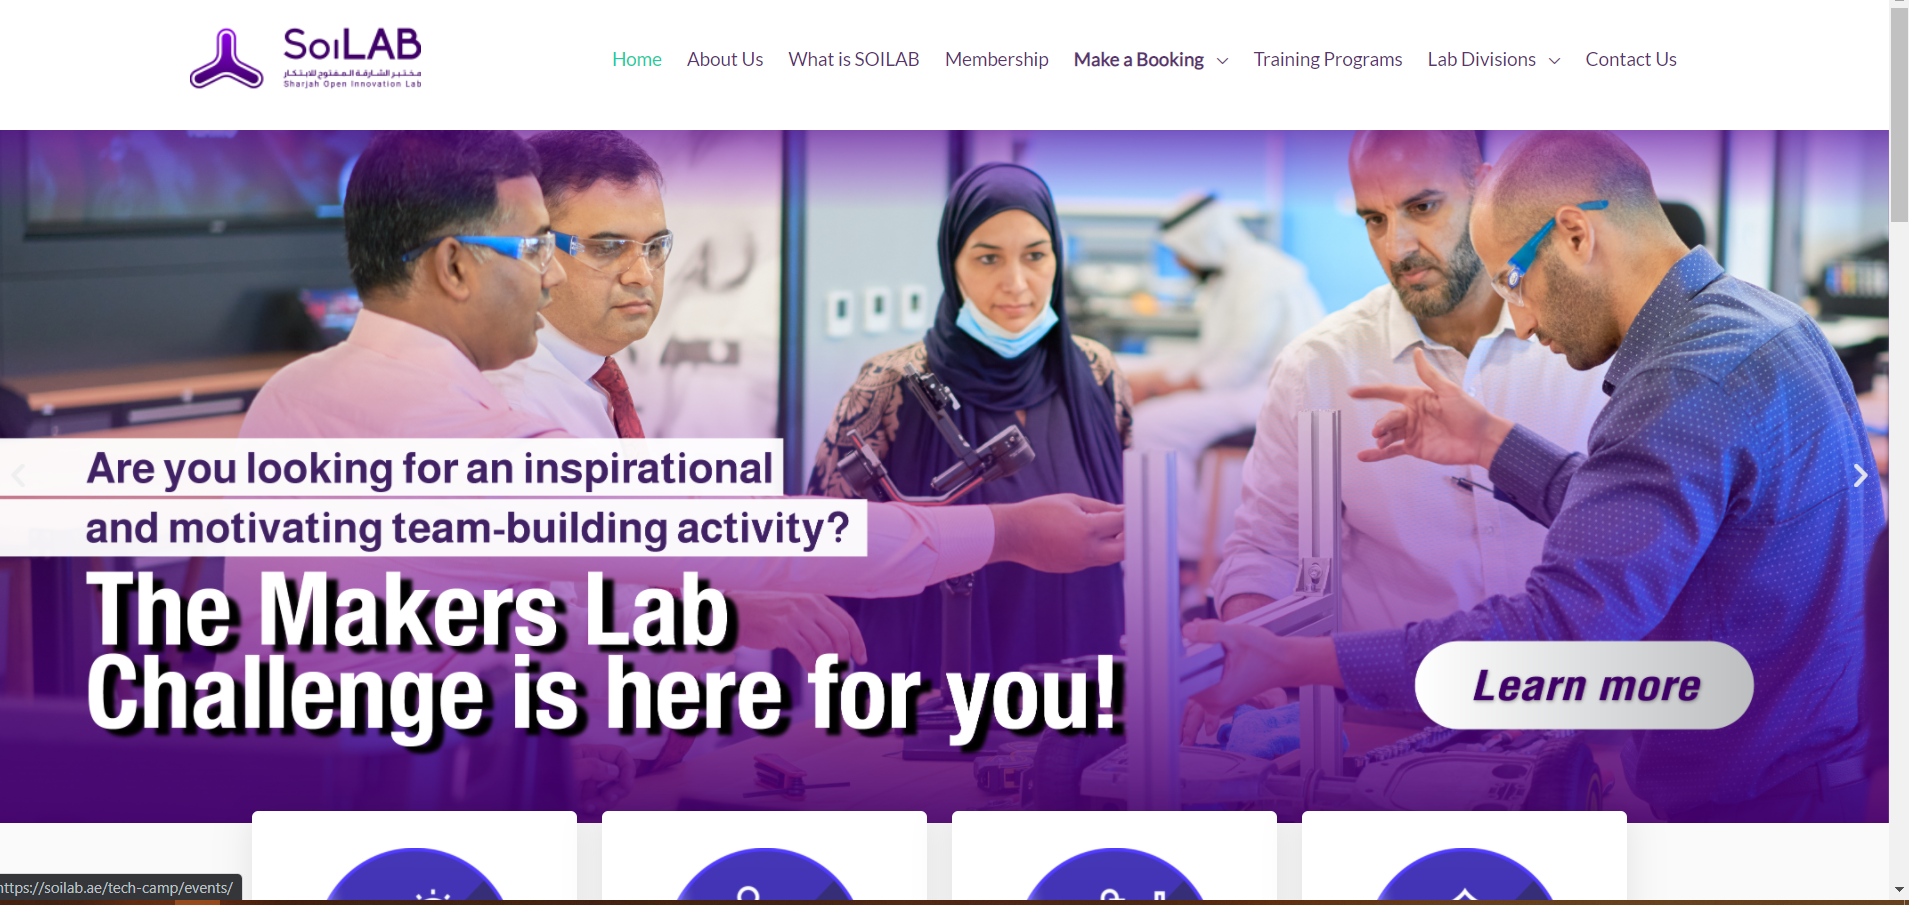 SoiLAB
مختبر الشارقة المفتوح للابتكار
Sharjah Open Innovation Lab
Home
About Us
What is SOILAB
Membership
Make a Booking
Training Programs
Lab Divisions
Contact Us
Are you looking for an inspirational
and motivating team-building activity?
The Makers Lab
Challenge is here for you!
Learn more
https://soilab.ae/tech-camp/events/